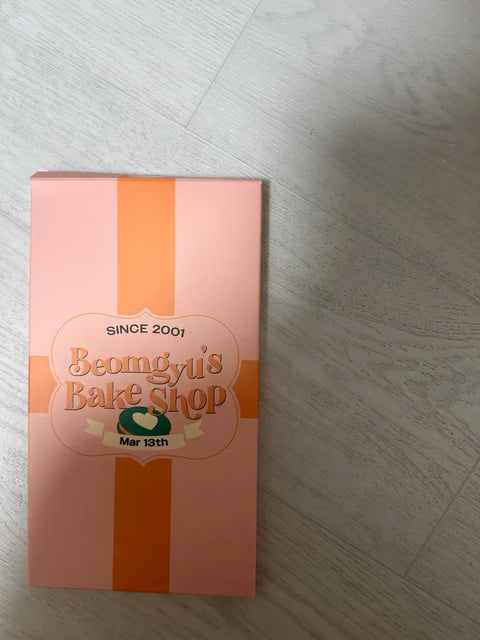 SINCE 2001
Beomgyu's
Bake Shop
Mar 13th